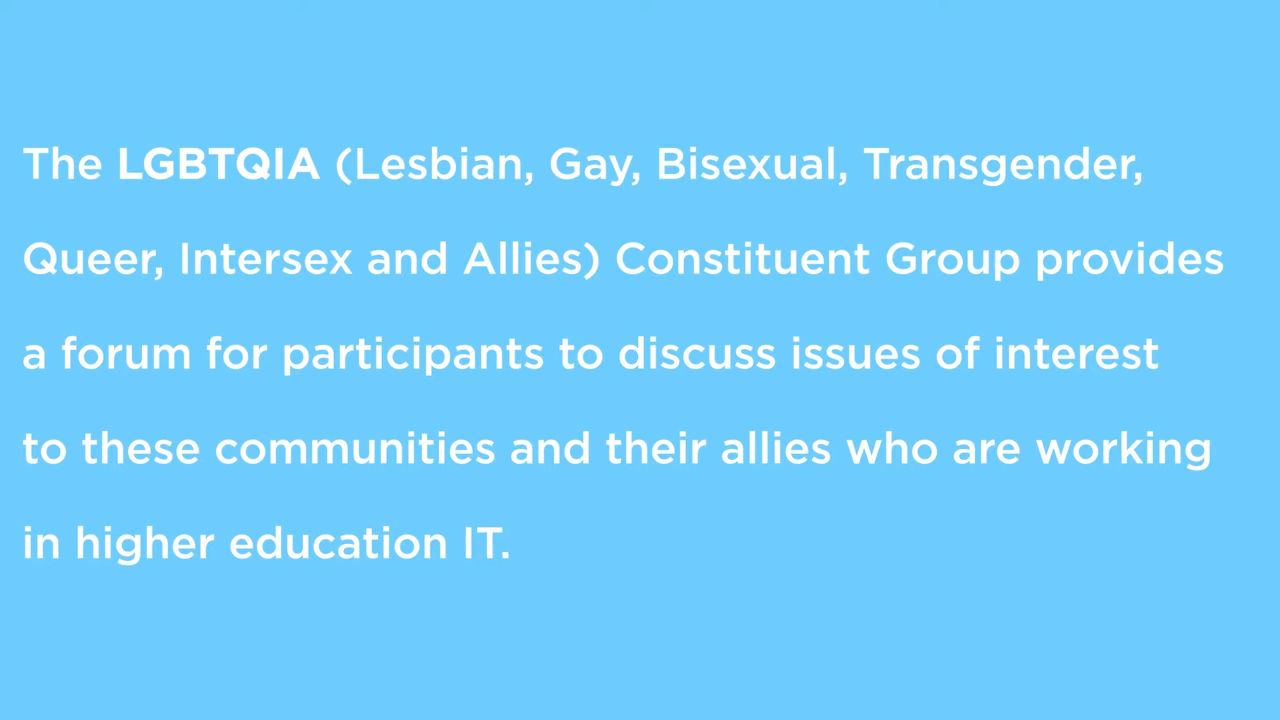 The LGBTQIA (Lesbian, Gay, Bisexual, Transgender,
Queer, Intersex and Allies) Constituent Group provides
a forum for participants to discuss issues of interest
to these communities and their allies who are working
in higher education IT.